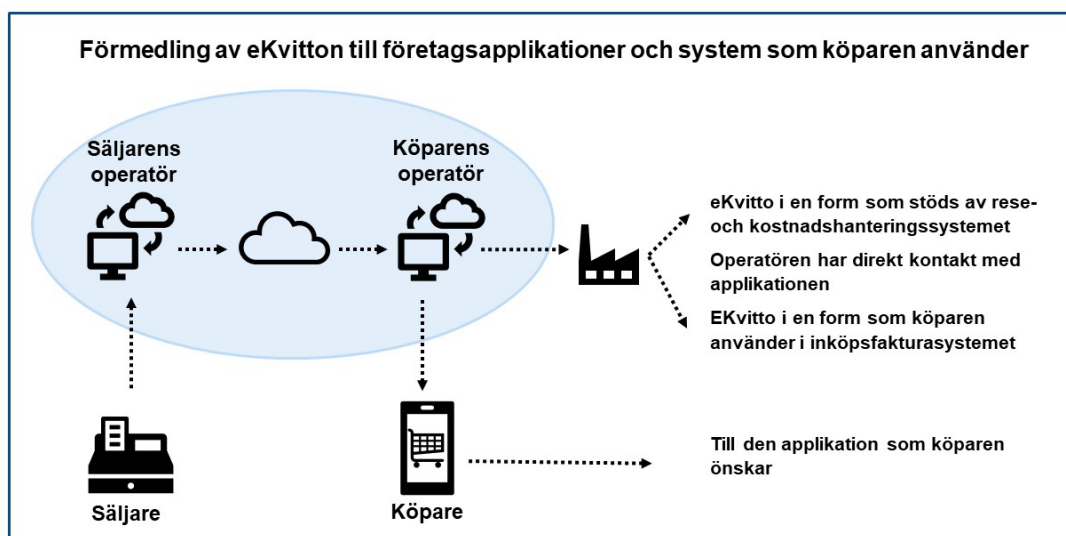 Förmedling av eKvitton till företagsapplikationer och system som köparen använder
Säljarens
operatör
Köparens
operatör
eKvitto i en form som stöds av rese-
och kostnadshanteringssystemet
Operatören har direkt kontakt med
applikationen
EKvitto i en form som köparen
använder i inköpsfakturasystemet
Till den applikation som köparen
önskar
Säljare
Köpare